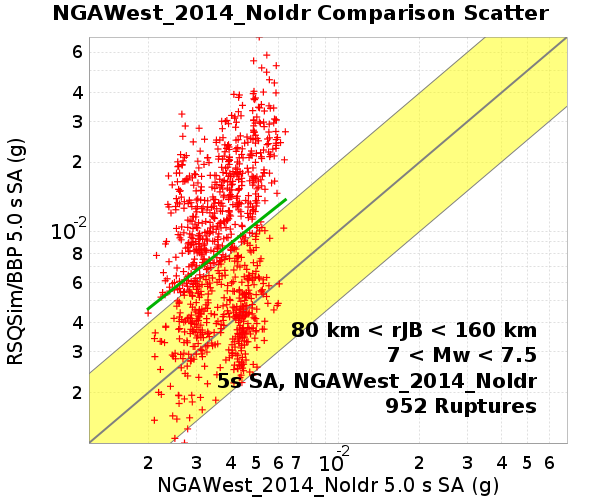 NGAWest_2014_NoIdr Comparison Scatter
RSQSim/BBP 5.0 s SA (g)
6
4
3
2
10-2
8
6
4
3
2
80 km < rJB < 160 km
7 < Mw < 7.5
5s SA, NGAWest_2014_NoIdr
952 Ruptures
2 3 4 5 6 7 10-2 2 3 4 5 6
NGAWest_2014_NoIdr 5.0 s SA (g)